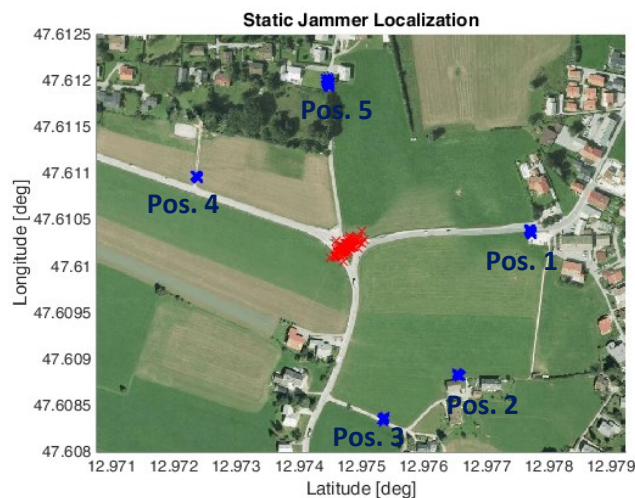 Static Jammer Localization
47.6125
47.612
47.6115
47.611
47.6105
47.61
47.6095
47.609
47.6085
47.608
Longitude [deg]
Pos. 5
Pos. 4
Pos. 1
Pos. 2
Pos. 3
12.971 12.972 12.973 12.974 12.975 12.976 12.977 12.978 12.979
Latitude [deg]